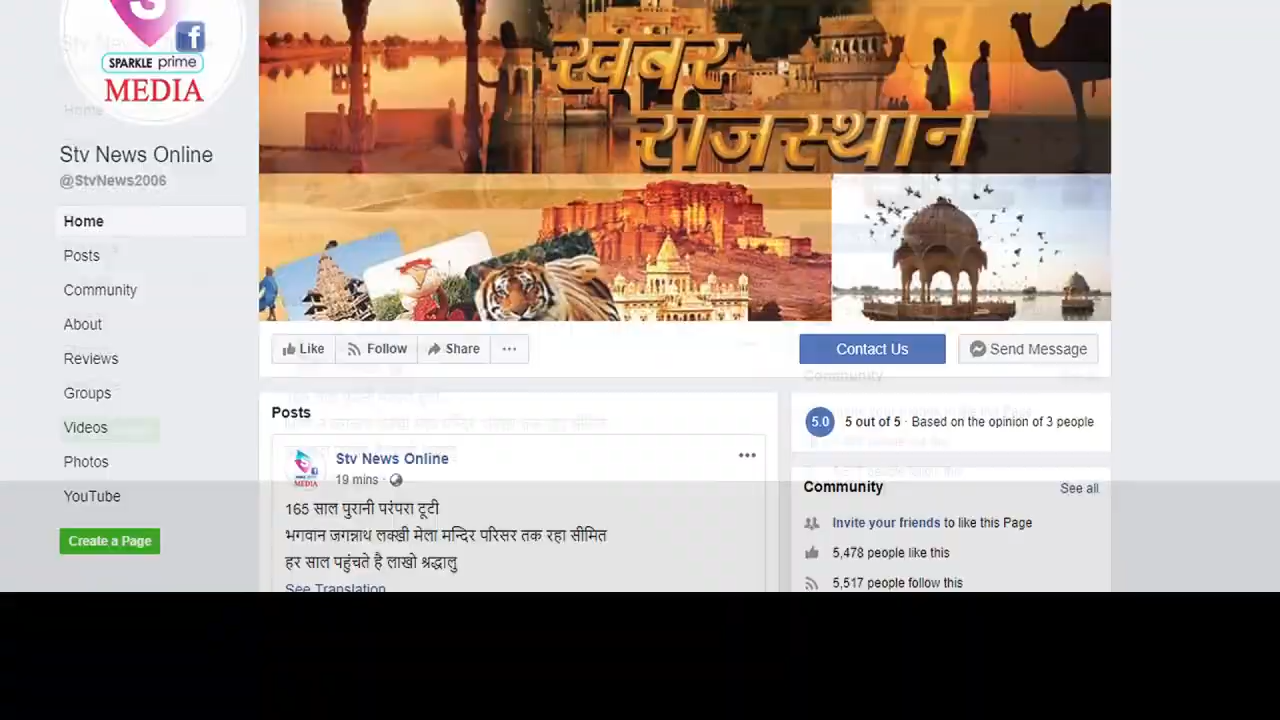 SPARKLE prime
MEDIA
Stv News Online
@StvNews2006
Home
Posts
Community
About
Reviews
Groups
Videos
Photos
YouTube
Create a Page
खबर
राजस्थान
Like
Follow
Share
Contact Us
Send Message
Posts
Stv News Online
19 mins ·
165 साल पुरानी परंपरा टूटी
भगवान जगन्नाथ लक्खी मेला मन्दिर परिसर तक रहा सीमित
हर साल पहुंचते है लाखो श्रद्धालु
See Translation
5.0 5 out of 5 · Based on the opinion of 3 people
Community See all
Invite your friends to like this Page
5,478 people like this
5,517 people follow this